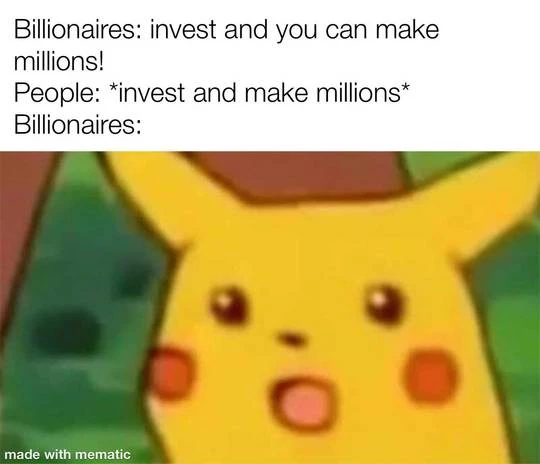 Billionaires: invest and you can make
millions!
People: *invest and make millions*
Billionaires:
made with mematic